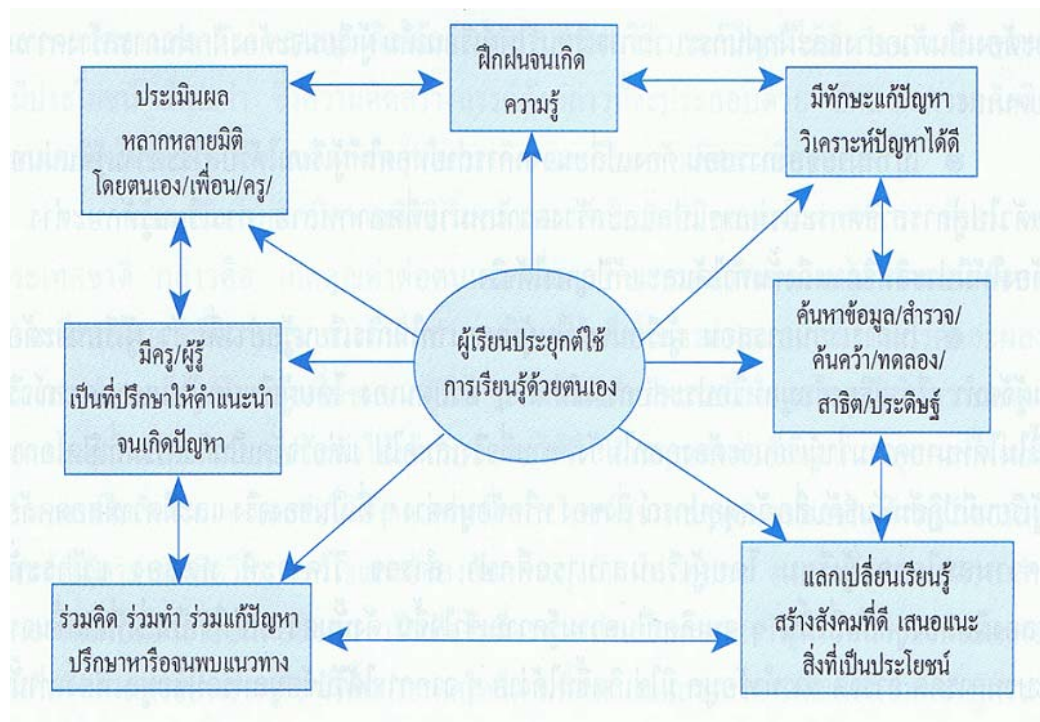 ฝึกฝนจนเกิด
ความรู้
ประเมินผล
หลากหลายมิติ
โดยตนเอง/เพื่อน/ครู/
มีทักษะแก้ปัญหา
วิเคราะห์ปัญหาได้ดี
มีครู/ผู้รู้
เป็นที่ปรึกษาให้คำแนะนำ
จนเกิดปัญหา
ผู้เรียนประยุกต์ใช้
การเรียนรู้ด้วยตนเอง
ค้นหาข้อมูล/สำรวจ/
ค้นคว้า/ทดลอง/
สาธิต/ประดิษฐ์
ร่วมคิด ร่วมทำ ร่วมแก้ปัญหา
ปรึกษาหารือจนพบแนวทาง
แลกเปลี่ยนเรียนรู้
สร้างสังคมที่ดี เสนอแนะ
สิ่งที่เป็นประโยชน์